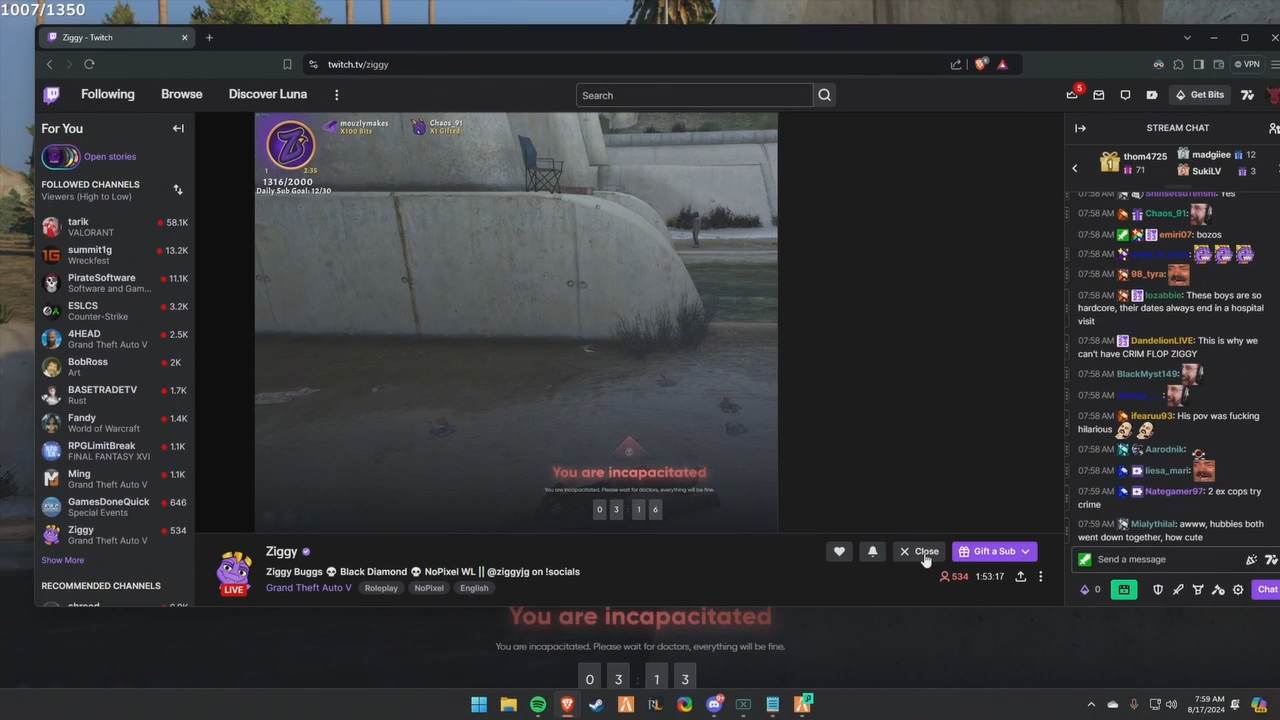 1007/1350
Ziggy - Twitch
twitch.tv/ziggy
VPN
Following
Browse
Discover Luna
Search
5
Get Bits
For You
Open stories
FOLLOWED CHANNELS
Viewers (High to Low)
tarik
58.1K
VALORANT
summit1g
13.2K
Wreckfest
PirateSoftware
11.1K
Software and Gam...
ESLCS
3.2K
Counter-Strike
4HEAD
2.5K
Grand Theft Auto V
BobRoss
2K
Art
BASETRADETV
1.7K
Rust
Fandy
1.4K
World of Warcraft
RPGLimitBreak
1.1K
FINAL FANTASY XVI
Ming
1.1K
Grand Theft Auto V
GamesDoneQuick
646
Special Events
Ziggy
534
Grand Theft Auto V
Show More
RECOMMENDED CHANNELS
mouzlymakes
X100 Bits
Chaos_91
X1 Gifted
1
2:35
1316/2000
Daily Sub Goal: 12/30
You are incapacitated
You are incapacitated. Please wait for doctors, everything will be fine.
0 3 : 1 6
LIVE
Ziggy
Close
Gift a Sub
Ziggy Buggs 💀 Black Diamond 💀 NoPixel WL || @ziggyjg on !socials
534
1:53:17
Grand Theft Auto V
Roleplay
NoPixel
English
STREAM CHAT
1
thom4725
71
madgiiee
12
SukiLV
3
Yes
Chaos_91:
07:58 AM emiri07: bozos
07:58 AM
07:58 AM 98_tyra:
07:58 AM lozabbie: These boys are so
hardcore, their dates always end in a hospital
visit
07:58 AM DandelionLIVE: This is why we
can't have CRIM FLOP ZIGGY
07:58 AM BlackMyst149:
07:58 AM
07:58 AM ifearuu93: His pov was fucking
hilarious
07:58 AM Aarodnik:
07:58 AM liesa_mari:
07:59 AM Nategamer97: 2 ex cops try
crime
07:59 AM Mialythilal: awww, hubbies both
went down together, how cute
Send a message
0
Chat
You are incapacitated
You are incapacitated. Please wait for doctors, everything will be fine.
0 3 : 1 3
7:59 AM
8/17/2024